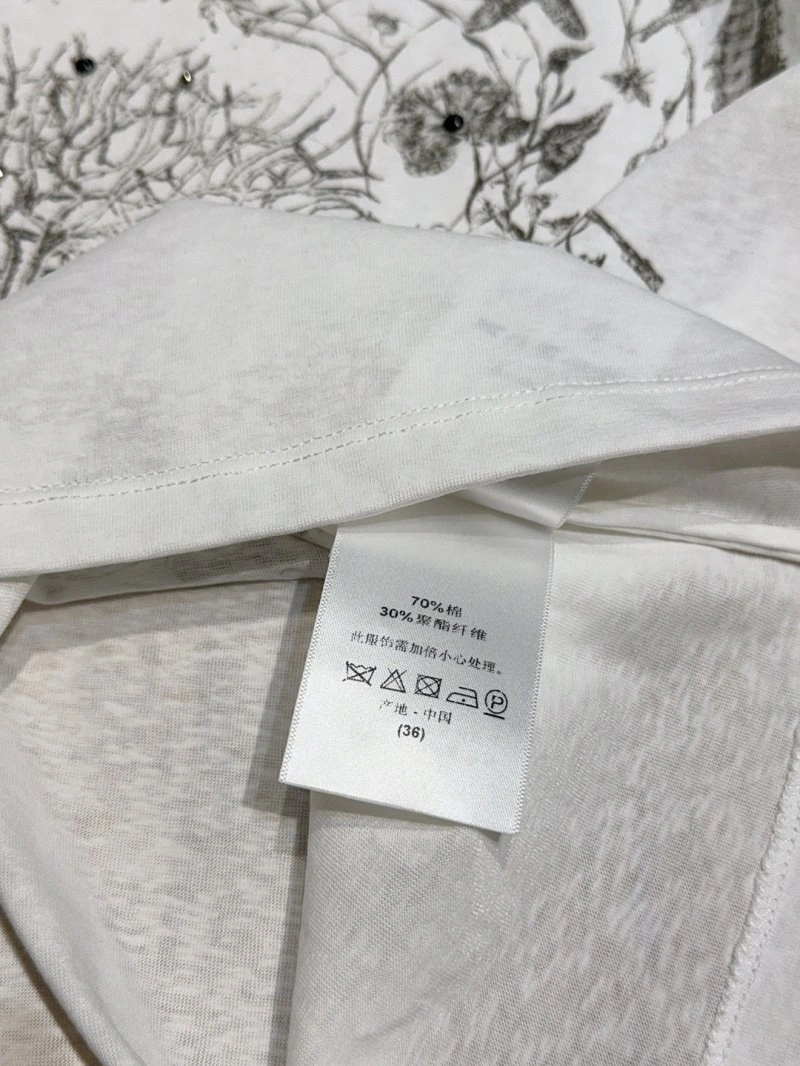 70%棉
30%聚酯纤维
此服饰需加倍小心处理。
P
产地-中国
(36)